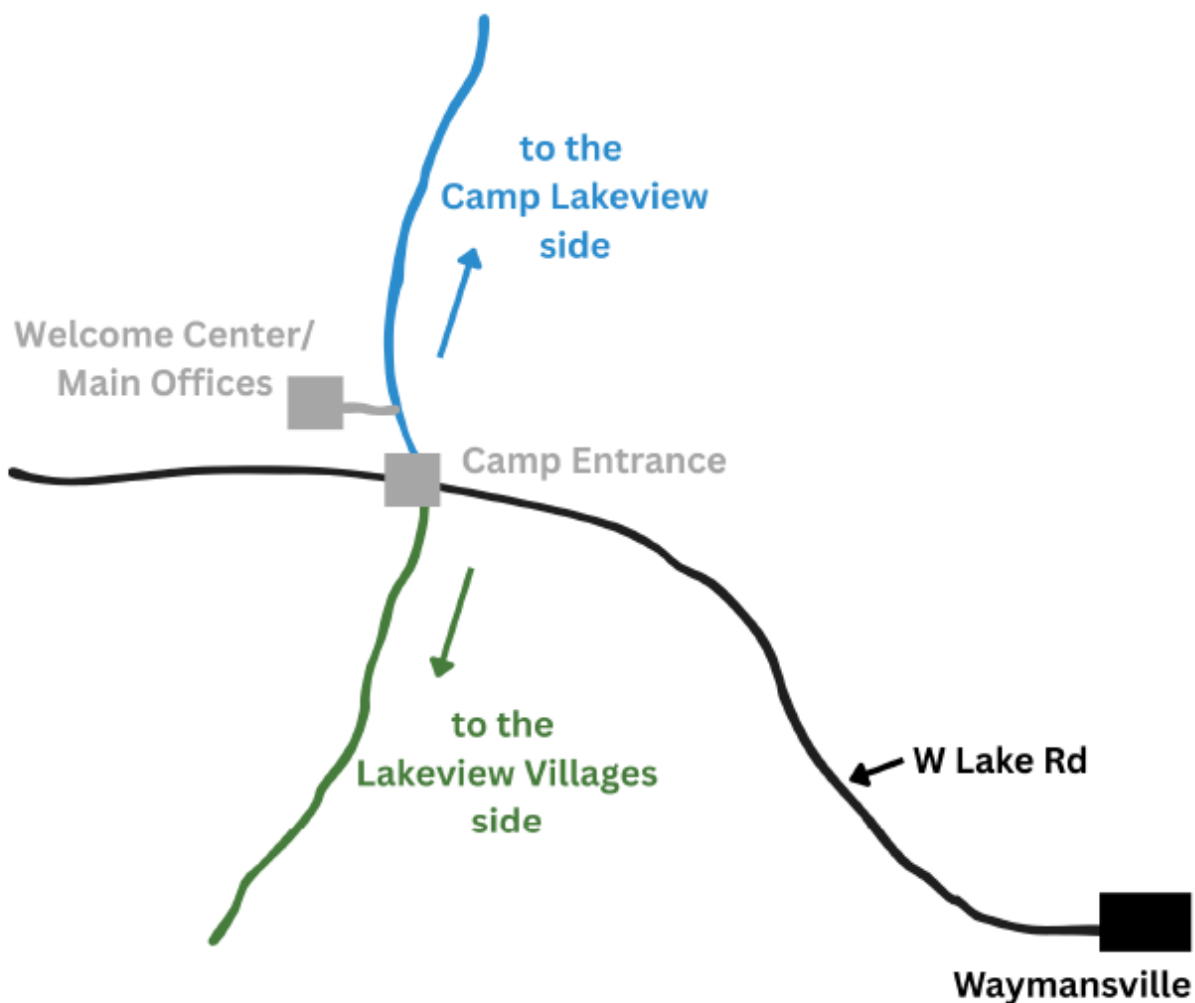 to the
Camp Lakeview
side
Welcome Center/
Main Offices
Camp Entrance
to the
Lakeview Villages
side
W Lake Rd
Waymansville